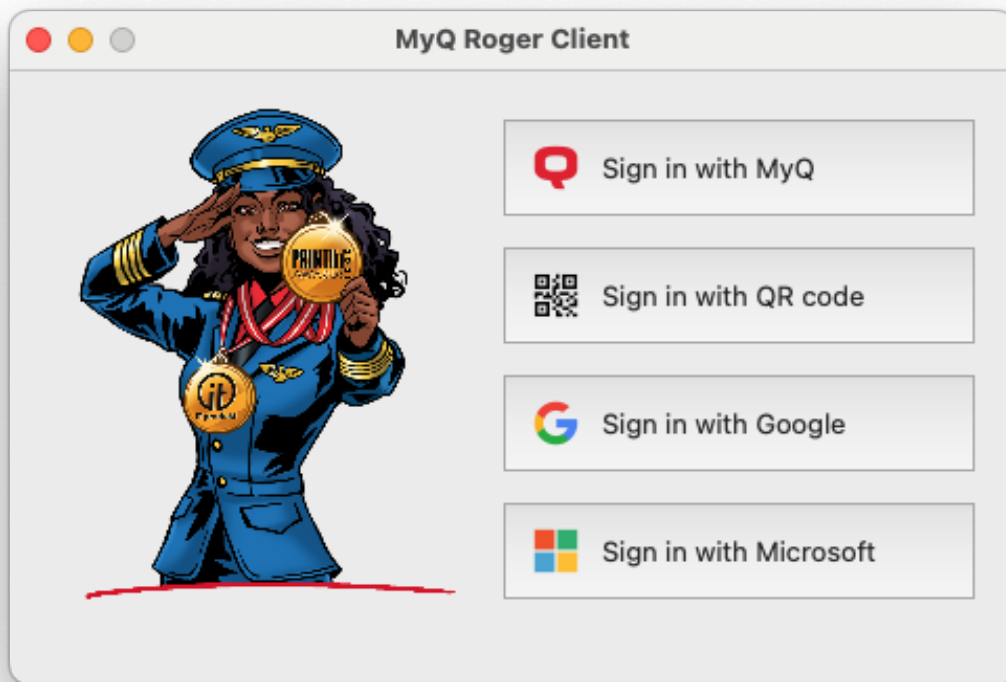 MyQ Roger Client
PRINTING
it
Sign in with MyQ
Sign in with QR code
Sign in with Google
Sign in with Microsoft